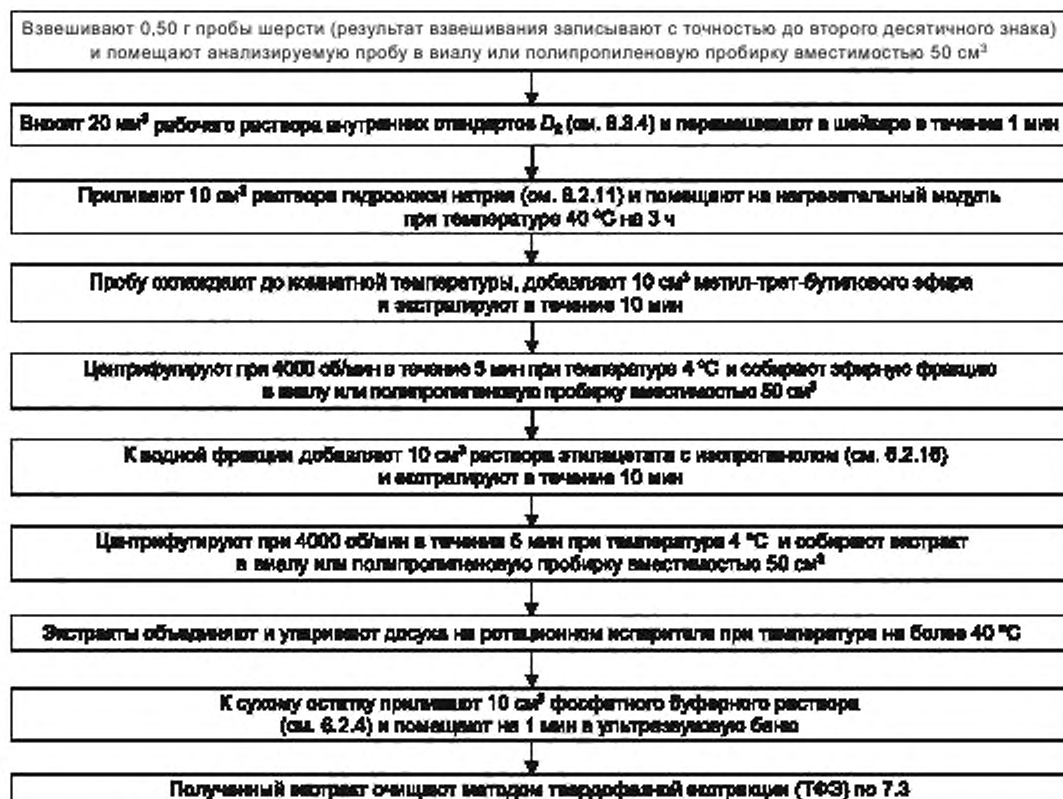 Взвешивают 0,50 г пробы шерсти (результат взвешивания записывают с точностью до второго десятичного знака)
и помещают анализируемую пробу в виалу или полипропиленовую пробирку вместимостью 50 см³
Вносят 20 мм³ рабочего раствора внутренних стандартов D₂ (см. 6.3.4) и перемешивают в шейкере в течение 1 мин
Приливают 10 см³ раствора гидроокиси натрия (см. 6.2.11) и помещают на нагревательный модуль
при температуре 40 °C на 3 ч
Пробу охлаждают до комнатной температуры, добавляют 10 см³ метил-трет-бутилового эфира
и экстрагируют в течение 10 мин
Центрифугируют при 4000 об/мин в течение 5 мин при температуре 4 °C и собирают эфирную фракцию
в виалу или полипропиленовую пробирку вместимостью 50 см³
К водной фракции добавляют 10 см³ раствора этилацетата с изопропанолом (см.
и экстрагируют в течение 10 мин
Центрифугируют при 4000 об/мин в течение 5 мин при температуре 4 °C и собирают экстракт
в виалу или полипропиленовую пробирку вместимостью 50 см³
Экстракты объединяют и упаривают досуха на ротационном испарителе при температуре не более 40 °C
К сухому остатку приливают 10 см³ фосфатного буферного раствора
(см. 6.2.4) и помещают на 1 мин в ультразвуковую баню
Полученный экстракт очищают методом твердофазной экстракции (ТФЭ) по 7.3